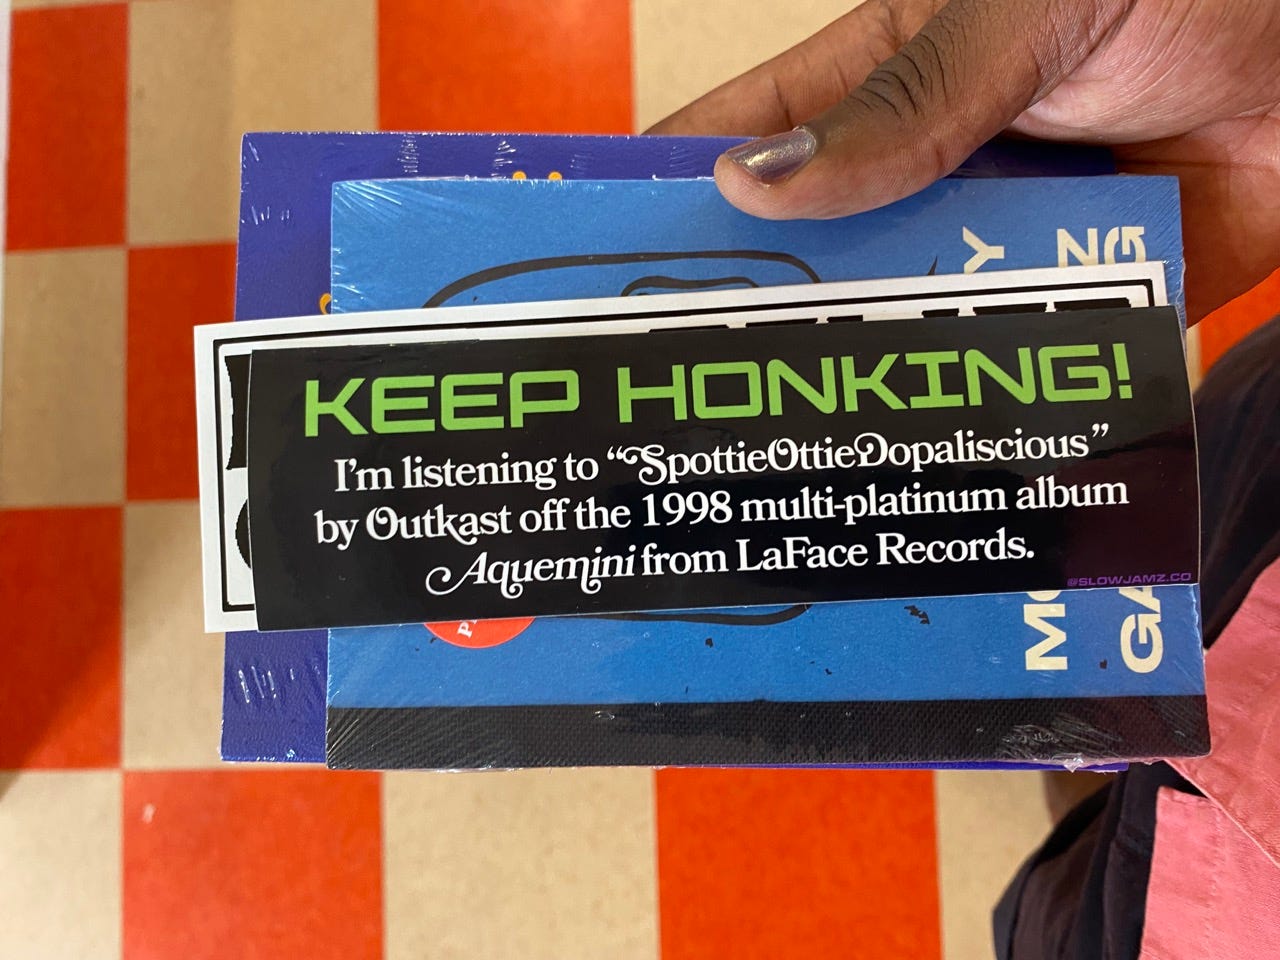 KEEP HONKING!
I'm listening to “SpottieOttieDopaliscious”
by Outkast off the 1998 multi-platinum album
Aquemini from LaFace Records.
@SLOWJAMZ.CO